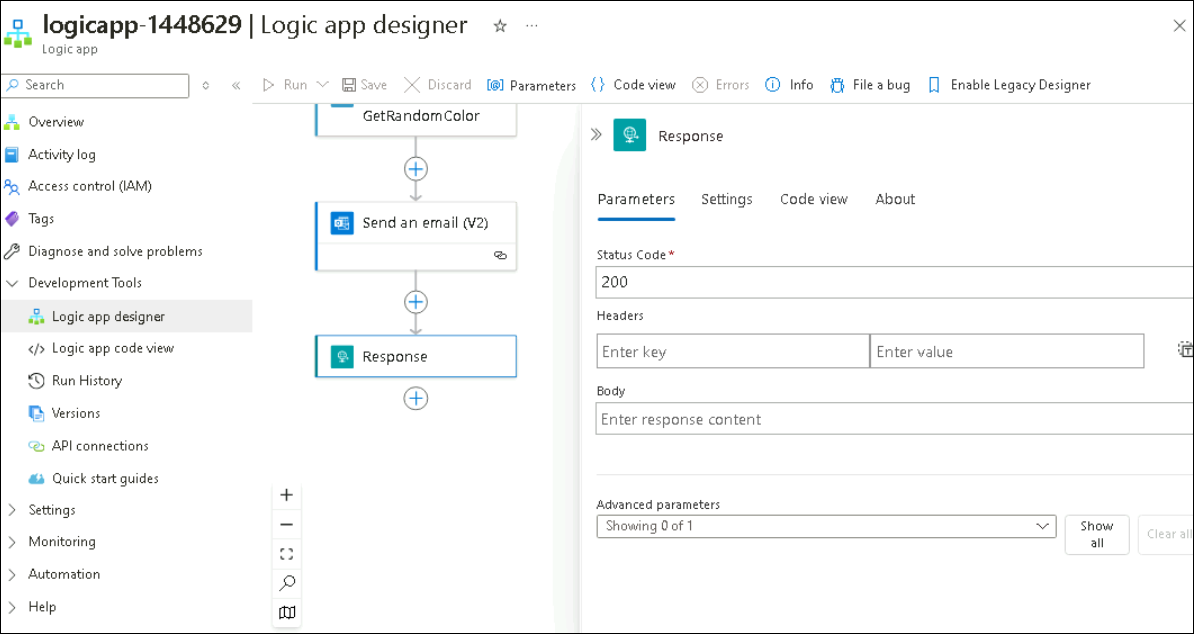 logicapp-1448629 | Logic app designer
Logic app
Search
Run
Save
Discard
Parameters
Code view
Errors
Info
File a bug
Enable Legacy Designer
Overview
Activity log
Access control (IAM)
Tags
Diagnose and solve problems
Development Tools
Logic app designer
Logic app code view
Run History
Versions
API connections
Quick start guides
Settings
Monitoring
Automation
Help
GetRandomColor
Send an email (V2)
Response
Response
Parameters
Settings
Code view
About
Status Code*
200
Headers
Enter key
Enter value
Body
Enter response content
Advanced parameters
Showing 0 of 1
Show
all
Clear all